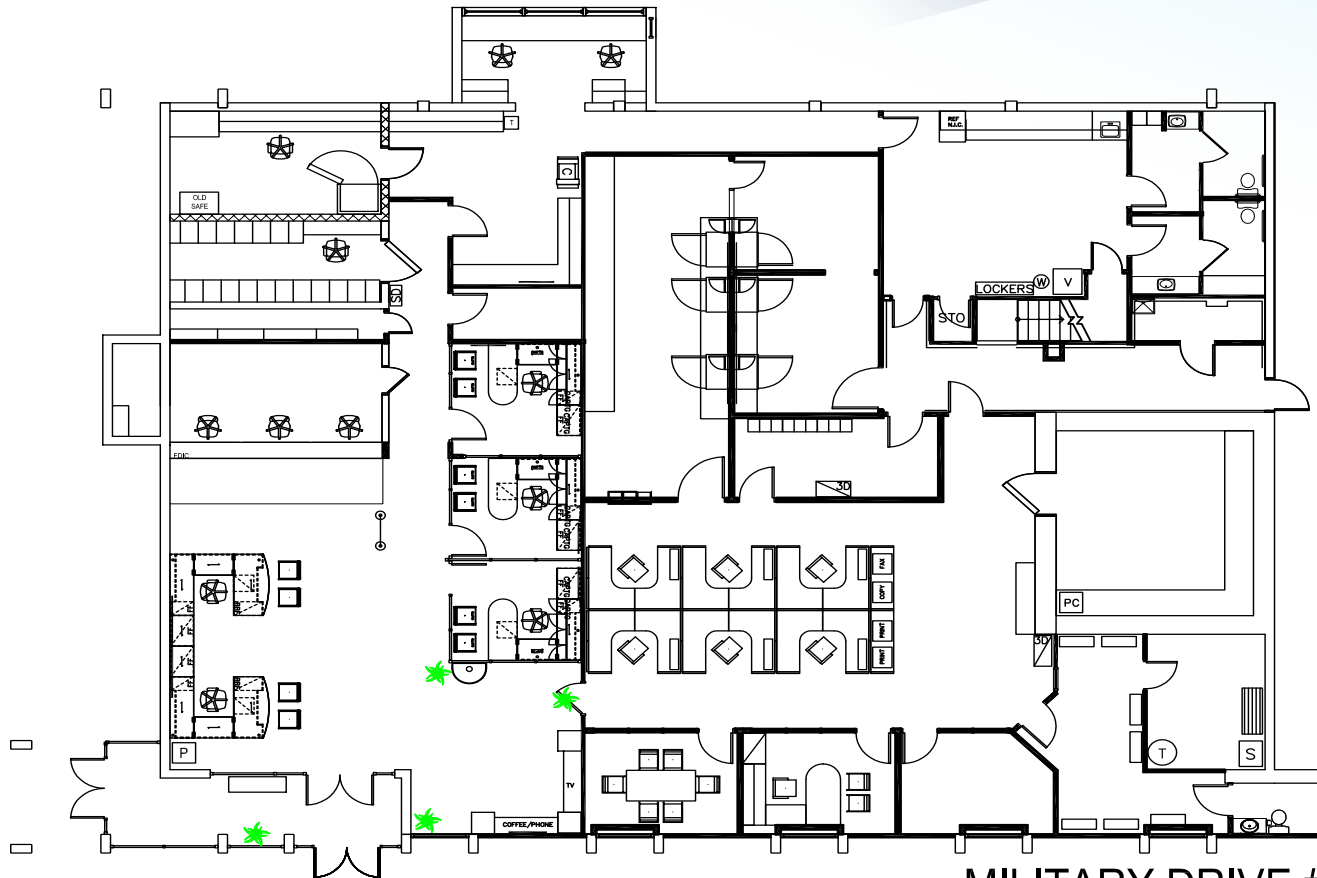 REF
N.I.C.
T
C
OLD
SAFE
SD
LOCKERS
W
V
STO
FDIC
3D
FAX
COPY
PC
PRINT
PRINT
3D
P
T
S
TV
COFFEE/PHONE
MILITARY DRIVE #